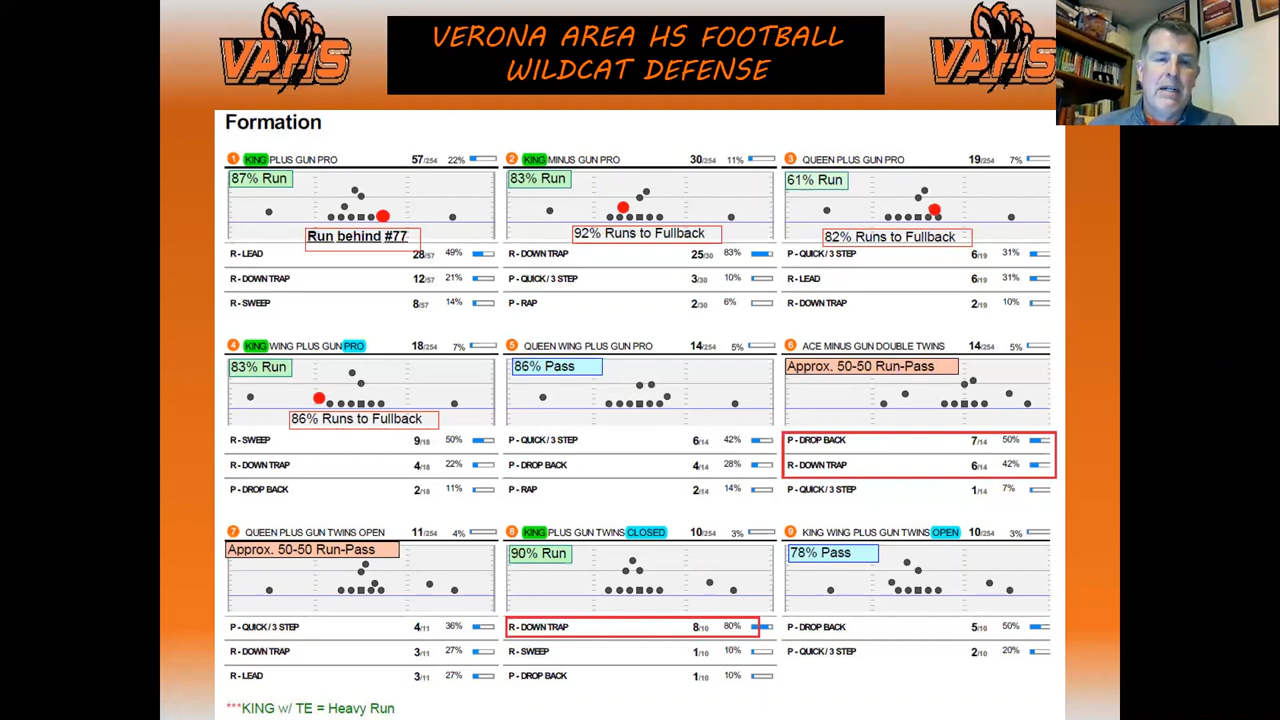 VAHS
VERONA AREA HS FOOTBALL
WILDCAT DEFENSE
VAHS
Formation
1 KING PLUS GUN PRO 57/254 22%
87% Run
Run behind #77
R - LEAD 28/57 49%
R - DOWN TRAP 12/57 21%
R - SWEEP 8/57 14%
2 KING MINUS GUN PRO 30/254 11%
83% Run
92% Runs to Fullback
R - DOWN TRAP 25/30 83%
P - QUICK / 3 STEP 3/30 10%
P - RAP 2/30 6%
3 QUEEN PLUS GUN PRO 19/254 7%
61% Run
82% Runs to Fullback
P - QUICK / 3 STEP 6/19 31%
R - LEAD 6/19 31%
R - DOWN TRAP 2/19 10%
4 KING WING PLUS GUN PRO 18/254 7%
83% Run
86% Runs to Fullback
R - SWEEP 9/18 50%
R - DOWN TRAP 4/18 22%
P - DROP BACK 2/18 11%
5 QUEEN WING PLUS GUN PRO 14/254 5%
86% Pass
P - QUICK / 3 STEP 6/14 42%
P - DROP BACK 4/14 28%
P - RAP 2/14 14%
6 ACE MINUS GUN DOUBLE TWINS 14/254 5%
Approx. 50-50 Run-Pass
P - DROP BACK 7/14 50%
R - DOWN TRAP 6/14 42%
P - QUICK / 3 STEP 1/14 7%
7 QUEEN PLUS GUN TWINS OPEN 11/254 4%
Approx. 50-50 Run-Pass
P - QUICK / 3 STEP 4/11 36%
R - DOWN TRAP 3/11 27%
R - LEAD 3/11 27%
8 KING PLUS GUN TWINS CLOSED 10/254 3%
90% Run
R - DOWN TRAP 8/10 80%
R - SWEEP 1/10 10%
P - DROP BACK 1/10 10%
9 KING WING PLUS GUN TWINS OPEN 10/254 3%
78% Pass
P - DROP BACK 5/10 50%
P - QUICK / 3 STEP 2/10 20%
***KING w/ TE = Heavy Run